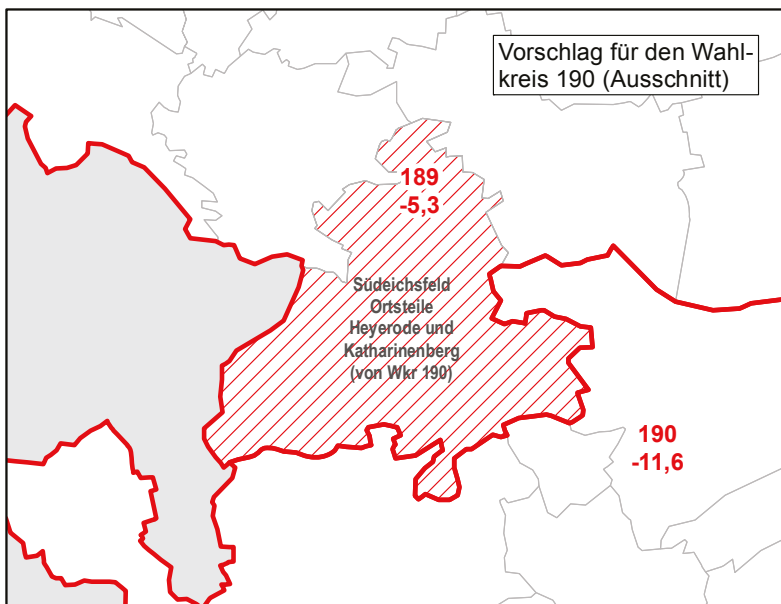 Vorschlag für den Wahl-
kreis 190 (Ausschnitt)
189
-5,3
Südeichsfeld
Ortsteile
Heyerode und
Katharinenberg
(von Wkr 190)
190
-11,6